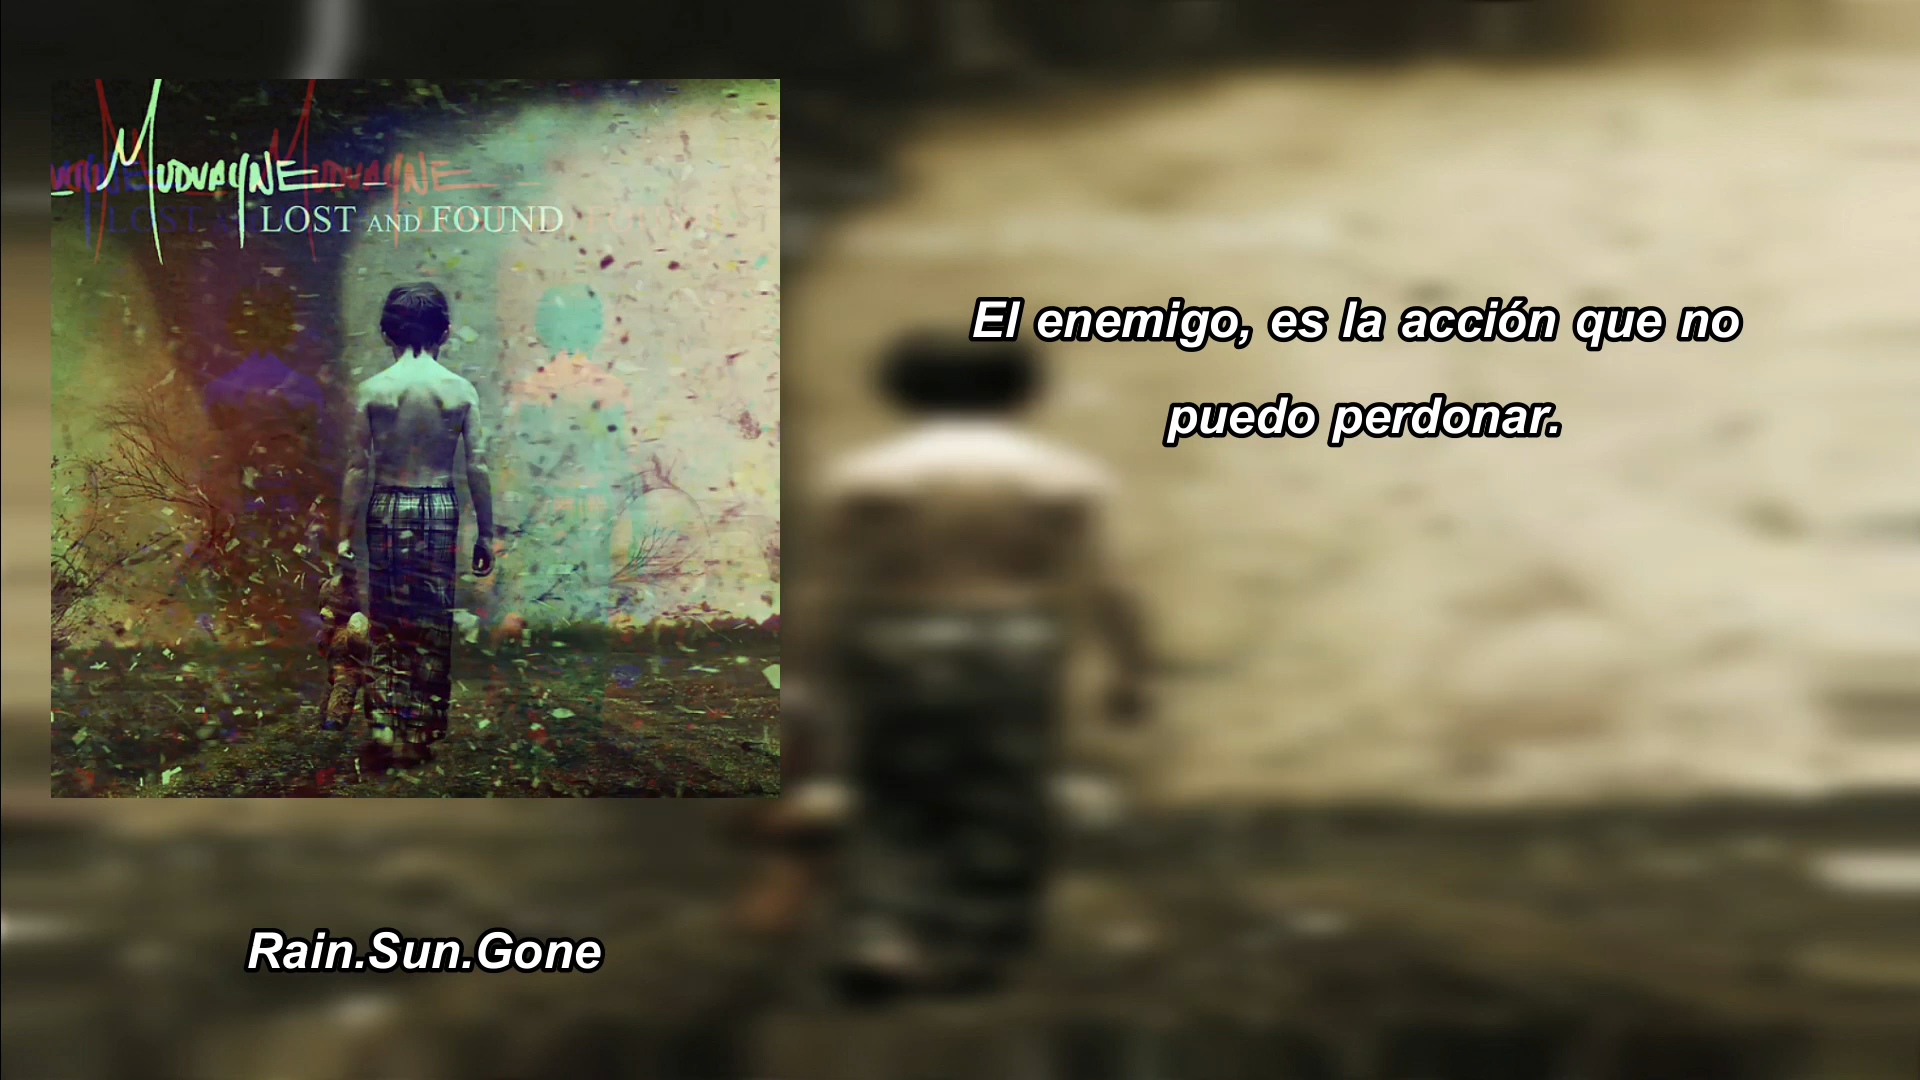 MUDVAYNE
LOST AND FOUND
El enemigo, es la acción que no
puedo perdonar.
Rain.Sun.Gone